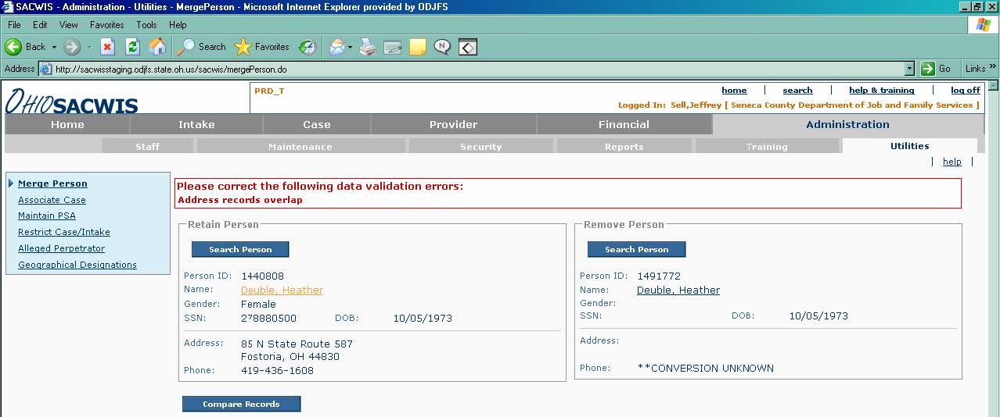 SACWIS - Administration - Utilities - MergePerson - Microsoft Internet Explorer provided by ODJFS
File Edit View Favorites Tools Help
Back Search Favorites
Address http://sacwisstaging.odjfs.state.oh.us/sacwis/mergePerson.do Go Links »
OHIO SACWIS
PRD_T
home | search | help & training | log off
Logged In: Sell,Jeffrey [ Seneca County Department of Job and Family Services ]
Home Intake Case Provider Financial Administration
Staff Maintenance Security Reports Training Utilities
| help |
Merge Person
Associate Case
Maintain PSA
Restrict Case/Intake
Alleged Perpetrator
Geographical Designations
Please correct the following data validation errors:
Address records overlap
Retain Person
Search Person
Person ID: 1440808
Name: Deuble, Heather
Gender: Female
SSN: 278880500 DOB: 10/05/1973
Address: 85 N State Route 587
Fostoria, OH 44830
Phone: 419-436-1608
Remove Person
Search Person
Person ID: 1491772
Name: Deuble, Heather
Gender:
SSN: DOB: 10/05/1973
Address:
Phone: **CONVERSION UNKNOWN
Compare Records